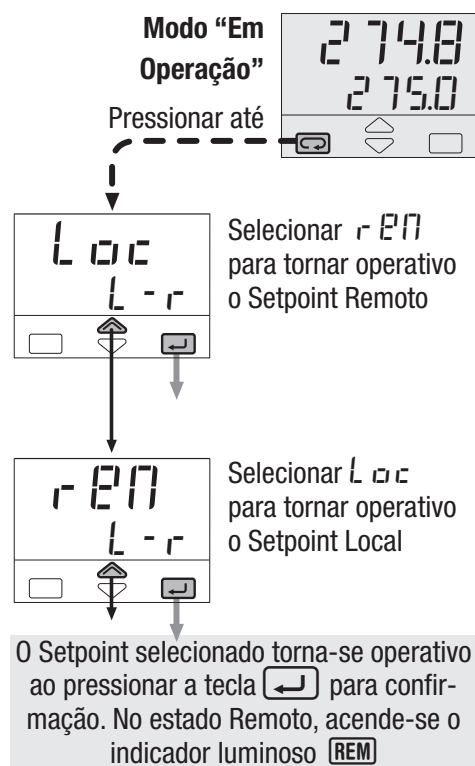 Modo “Em
Operação”
274.8
275.0
Pressionar até
Loc
L-r
Selecionar rEM
para tornar operativo
o Setpoint Remoto
rEM
L-r
Selecionar Loc
para tornar operativo
o Setpoint Local
O Setpoint selecionado torna-se operativo
ao pressionar a tecla para confir-
mação. No estado Remoto, acende-se o
indicador luminoso REM